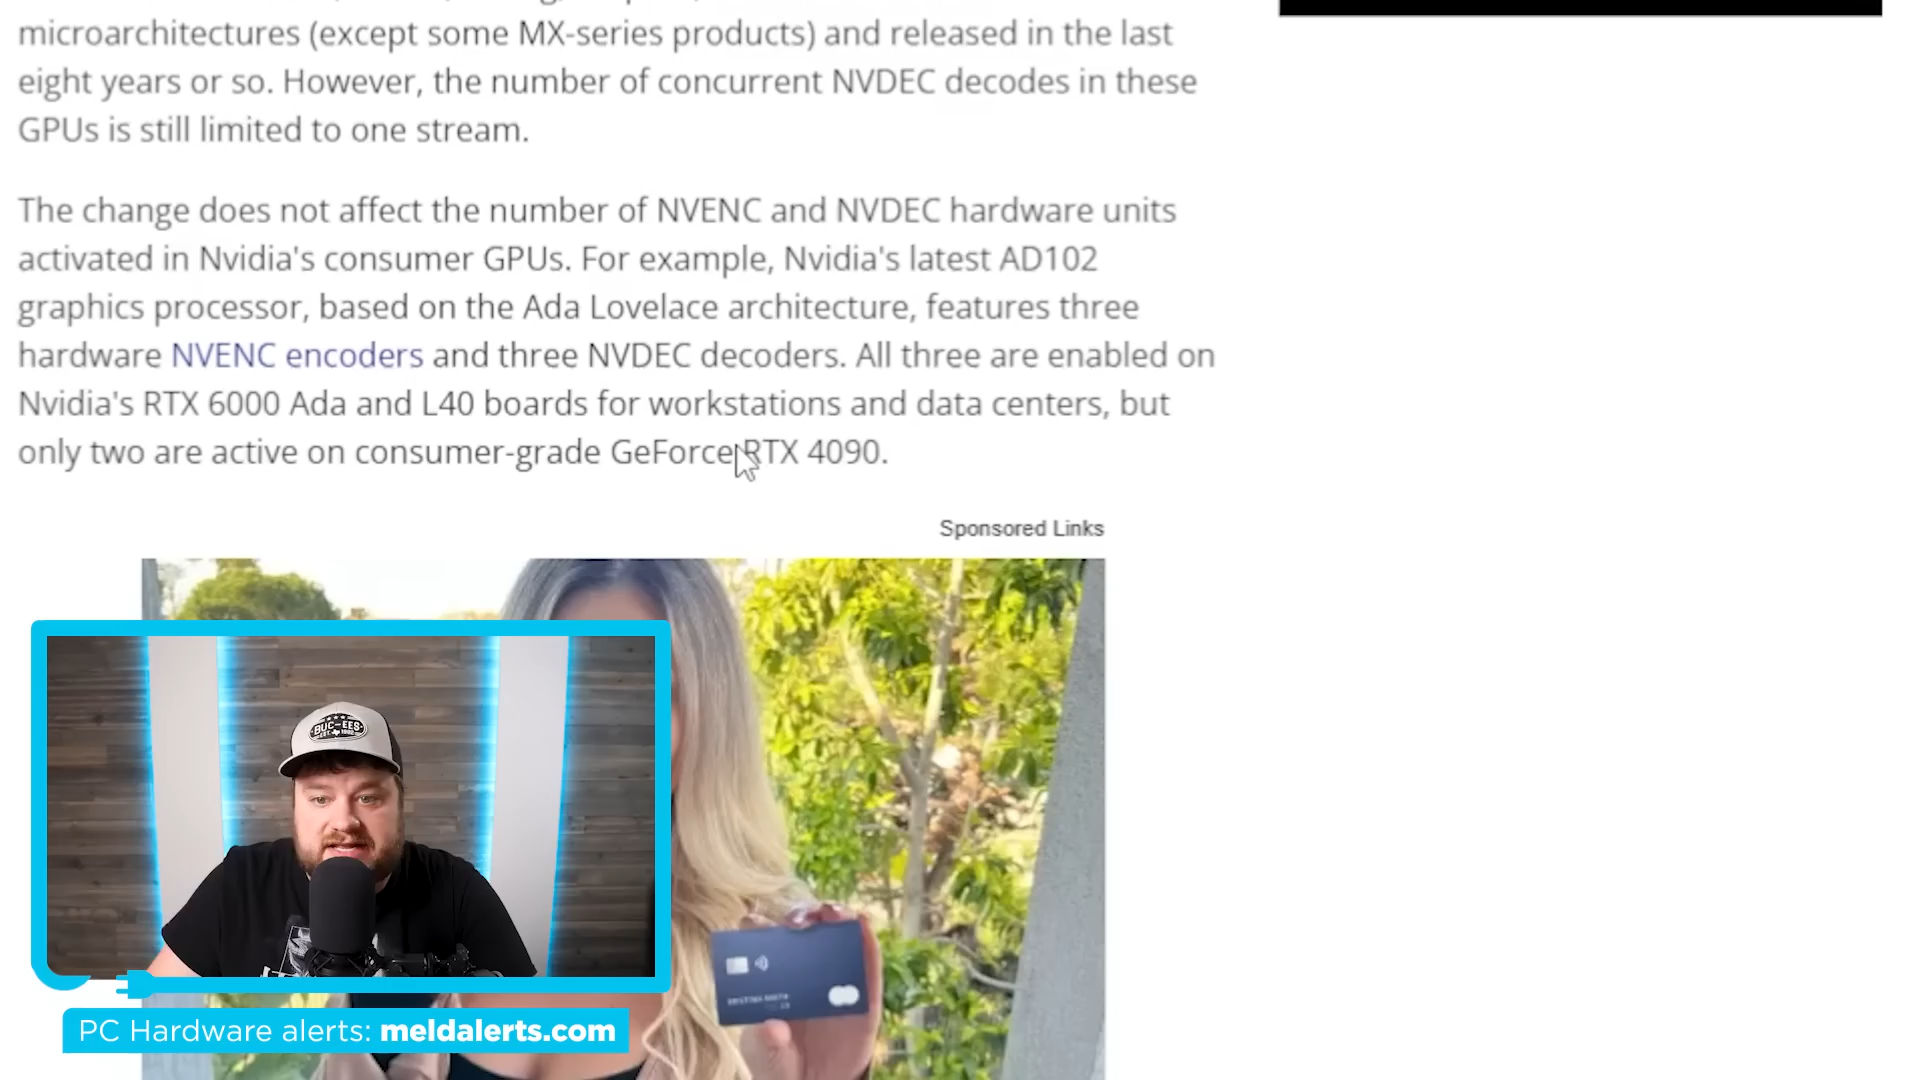 microarchitectures (except some MX-series products) and released in the last
eight years or so. However, the number of concurrent NVDEC decodes in these
GPUs is still limited to one stream.
The change does not affect the number of NVENC and NVDEC hardware units
activated in Nvidia's consumer GPUs. For example, Nvidia's latest AD102
graphics processor, based on the Ada Lovelace architecture, features three
hardware NVENC encoders and three NVDEC decoders. All three are enabled on
Nvidia's RTX 6000 Ada and L40 boards for workstations and data centers, but
only two are active on consumer-grade GeForce RTX 4090.
Sponsored Links
BUC-EES
PC Hardware alerts: meldalerts.com